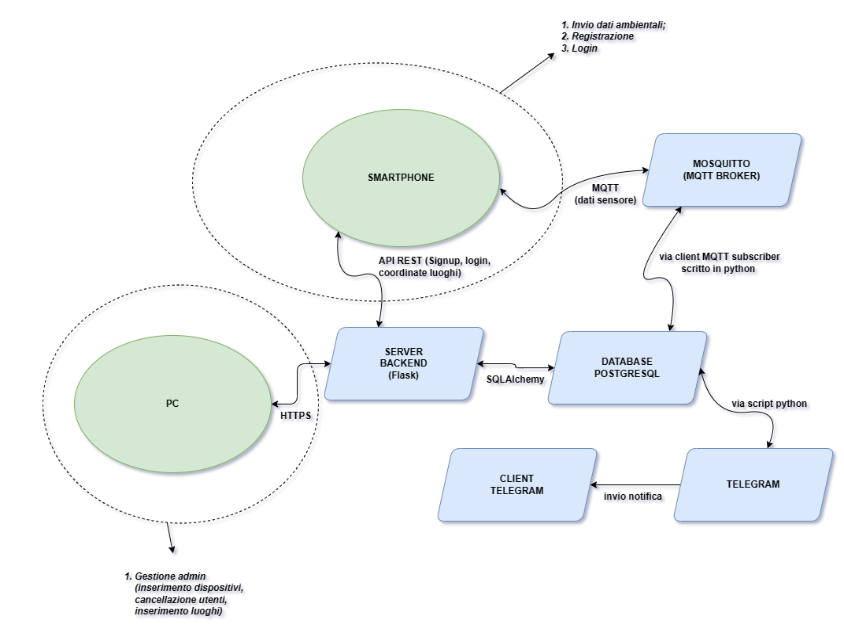 1. Invio dati ambientali;
2. Registrazione
3. Login
SMARTPHONE
MOSQUITTO
(MQTT BROKER)
MQTT
(dati sensore)
API REST (Signup, login,
coordinate luoghi)
via client MQTT subscriber
scritto in python
SERVER
BACKEND
(Flask)
DATABASE
POSTGRESQL
SQLAlchemy
PC
HTTPS
via script python
CLIENT
TELEGRAM
TELEGRAM
invio notifica
1. Gestione admin
(inserimento dispositivi,
cancellazione utenti,
inserimento luoghi)